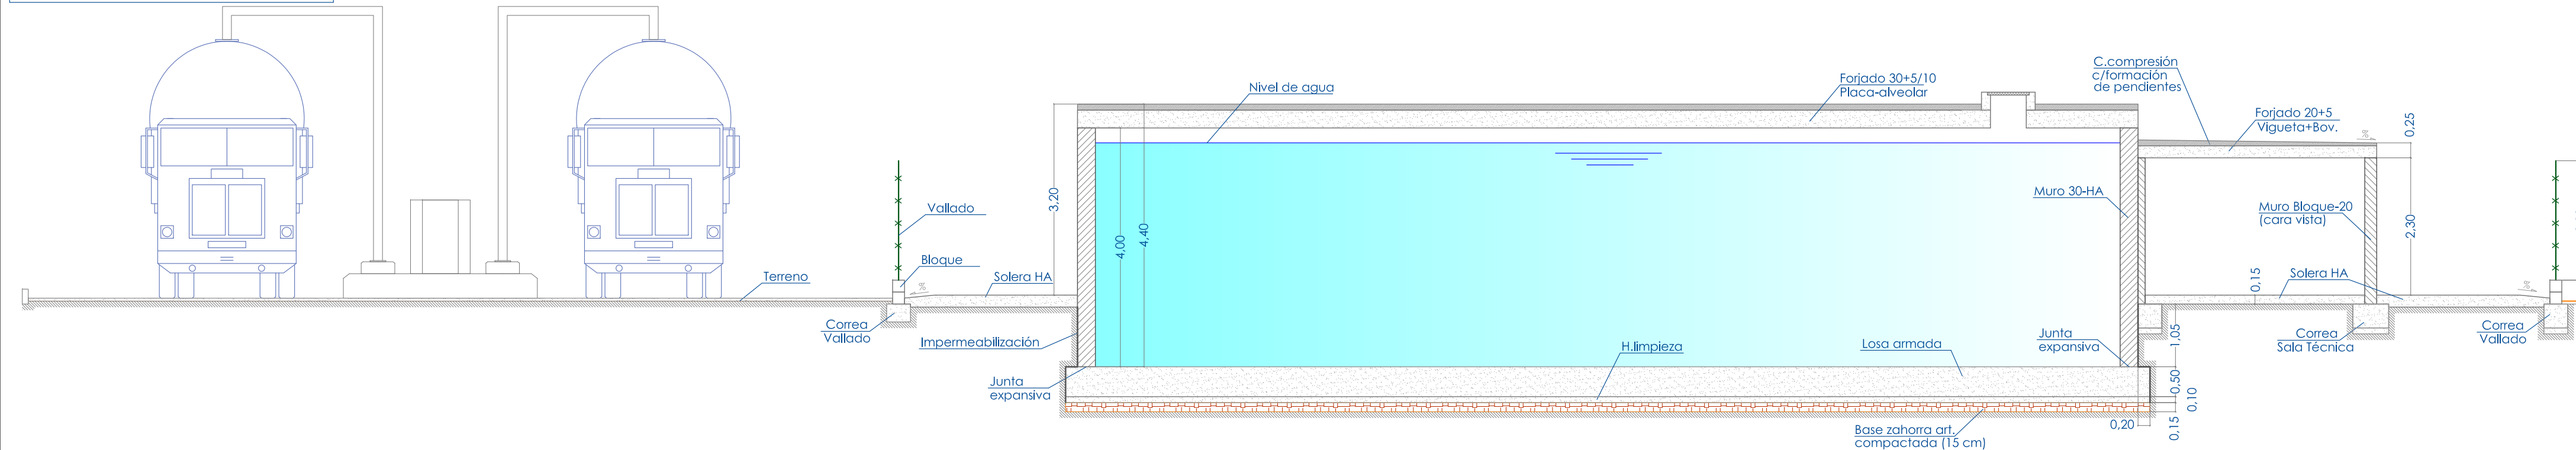 Nivel de agua
Forjado 30+5/10
Placa-alveolar
C.compresión
c/formación
de pendientes
Forjado 20+5
Vigueta+Bov.
%
0,25
Vallado
3,20
4,00
4,40
Muro 30-HA
Muro Bloque-20
(cara vista)
2,30
Bloque
%
Solera HA
Terreno
0,15
Solera HA
%
Correa
Vallado
Impermeabilización
H.limpieza
Losa armada
Junta
expansiva
1,05
Correa
Sala Técnica
Correa
Vallado
Junta
expansiva
0,50
0,10
0,20
0,15
Base zahorra art.
compactada (15 cm)